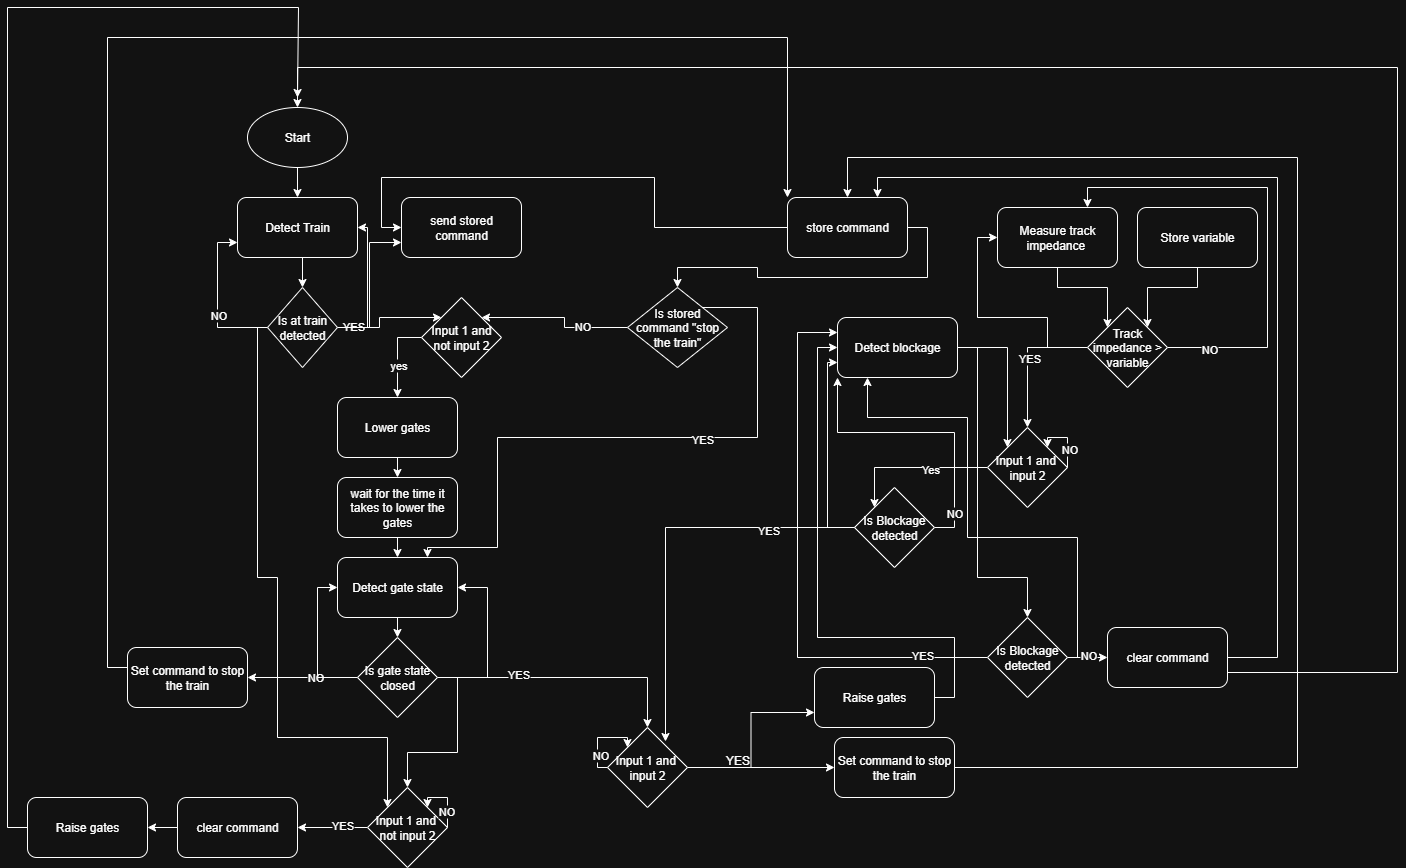 Start
Detect Train
send stored
command
store command
Measure track
impedance
Store variable
NO
Is at train
detected
YES
Input 1 and
not input 2
NO
Is stored
command "stop
the train"
Detect blockage
Track
impedance >
variable
YES
NO
yes
Lower gates
YES
Input 1 and
input 2
NO
Yes
wait for the time it
takes to lower the
gates
Is Blockage
detected
NO
YES
Detect gate state
Set command to stop
the train
NO
Is gate state
closed
YES
YES
Is Blockage
detected
NO
clear command
Raise gates
NO
Input 1 and
input 2
YES
Set command to stop
the train
Raise gates
clear command
YES
Input 1 and
not input 2
NO